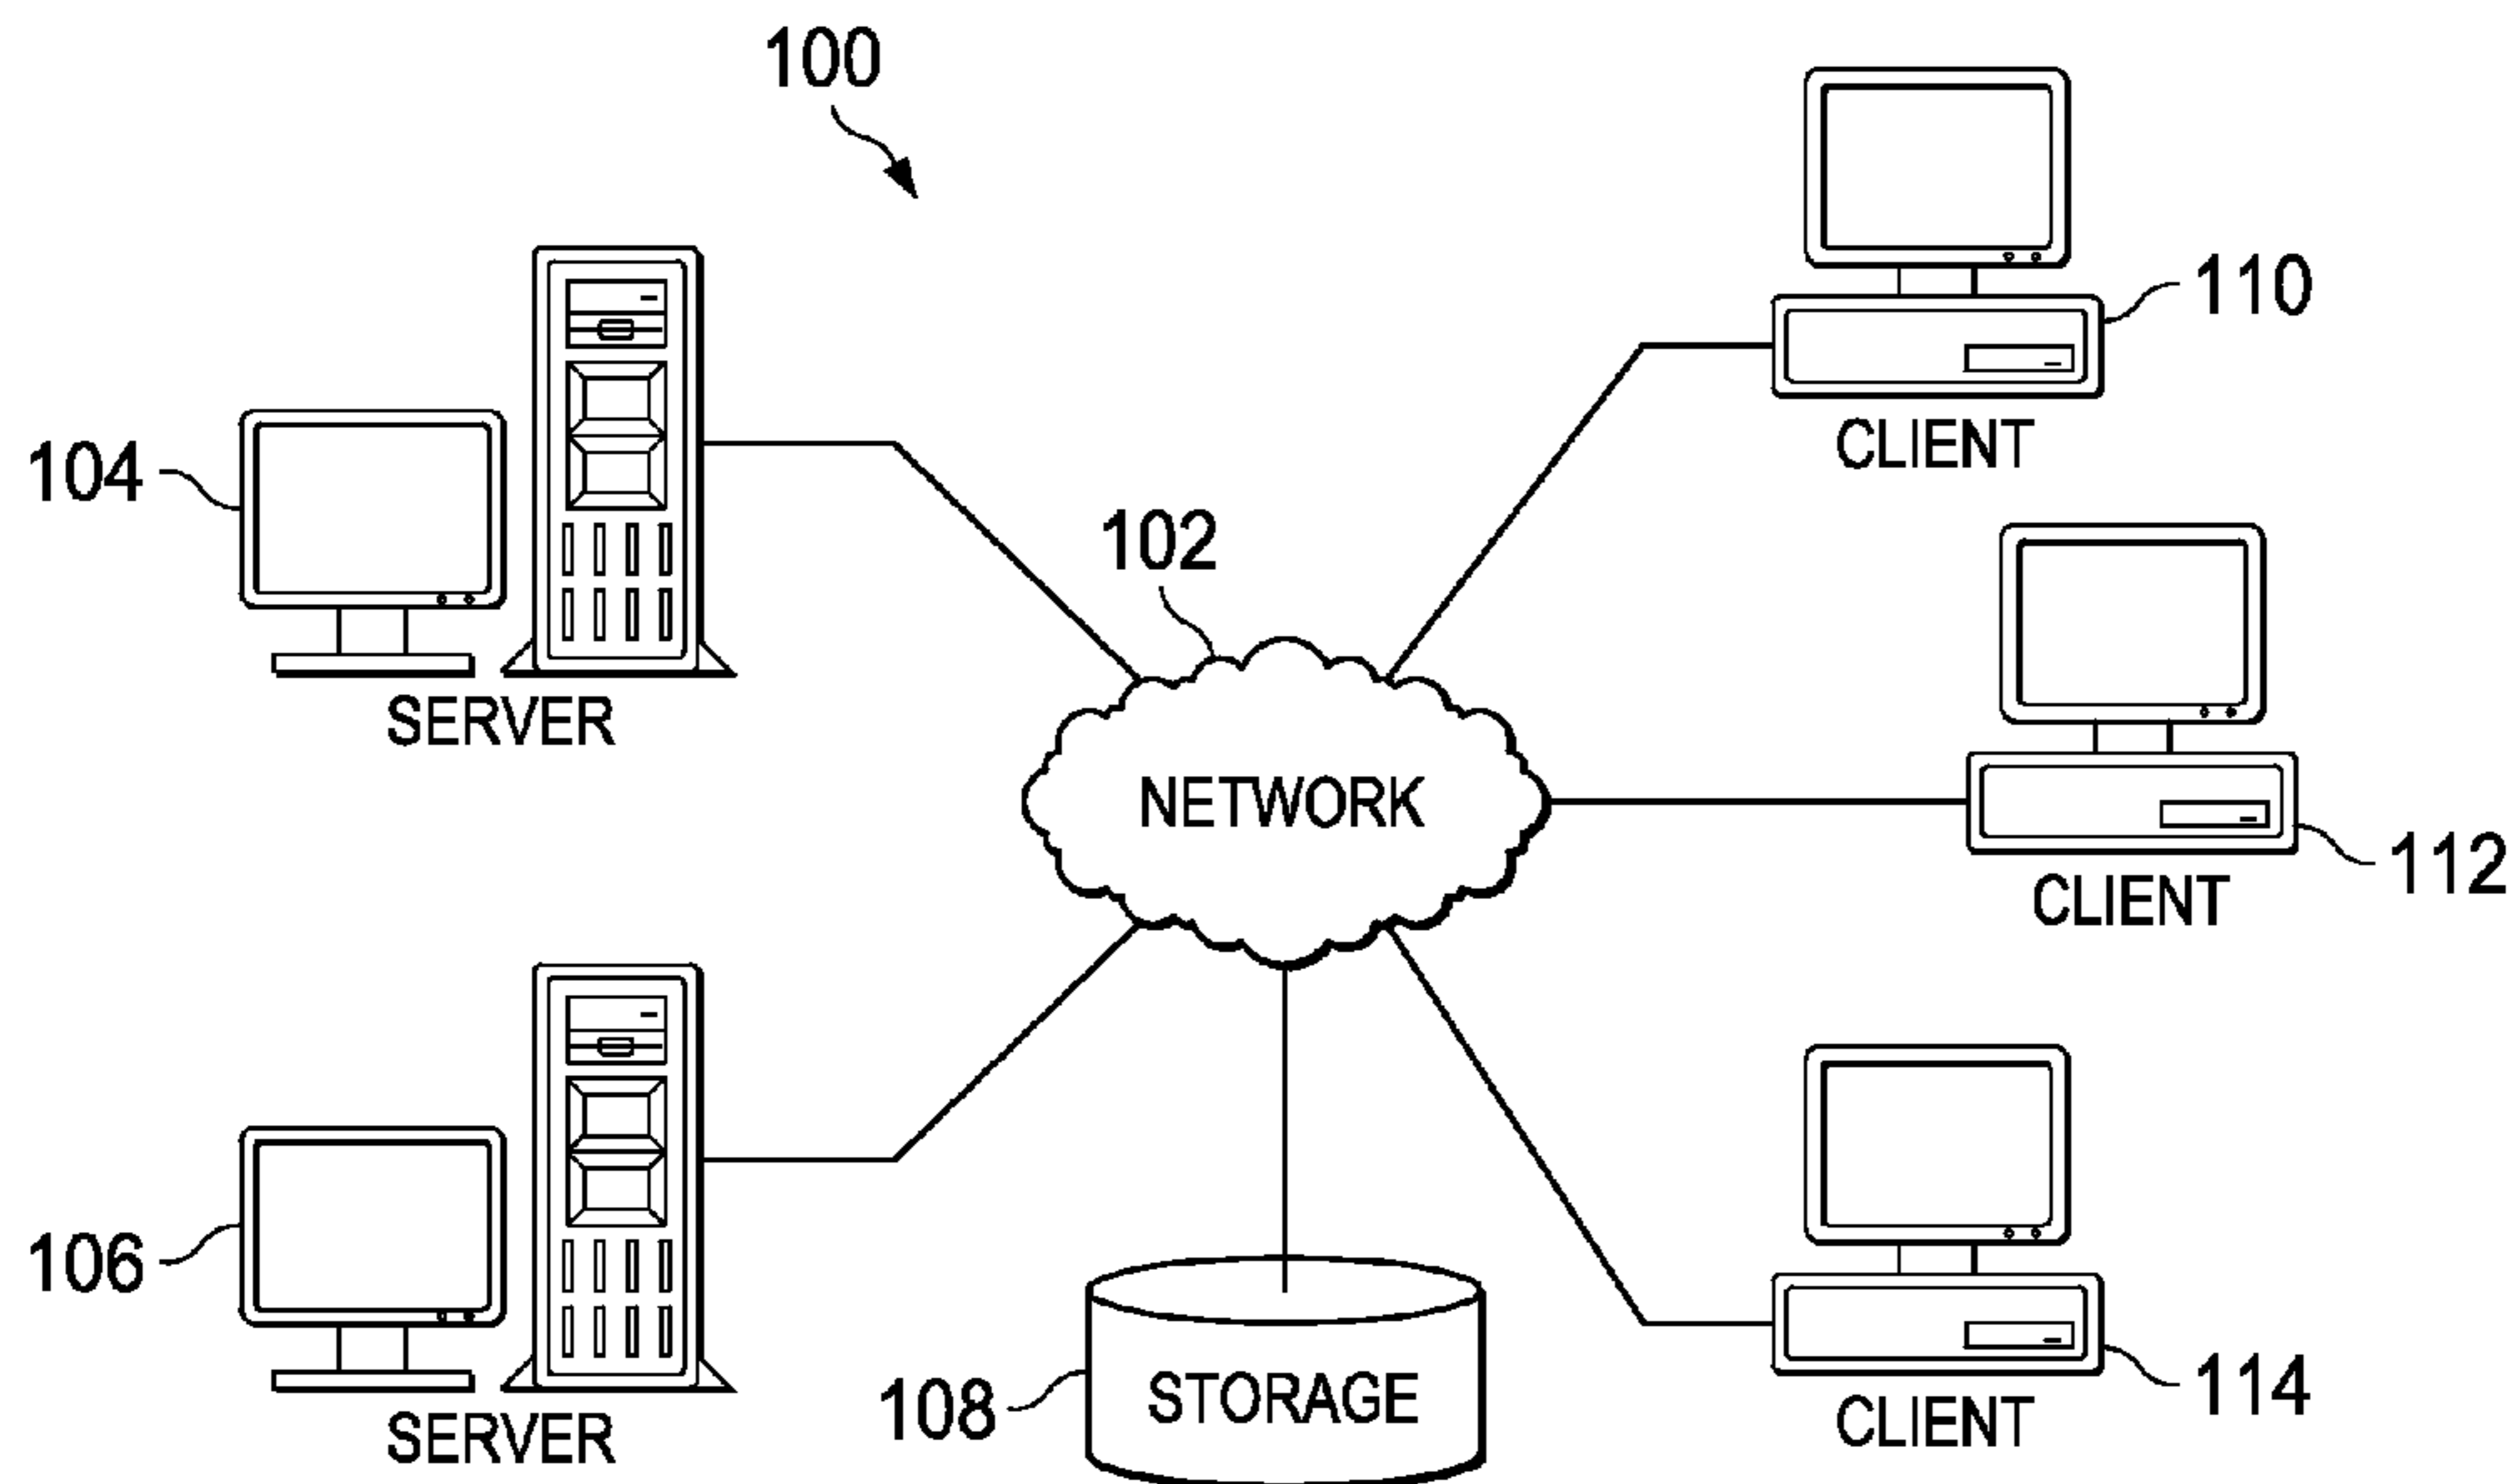 100
110
CLIENT
104
SERVER
102
NETWORK
112
CLIENT
106
SERVER
108
STORAGE
114
CLIENT